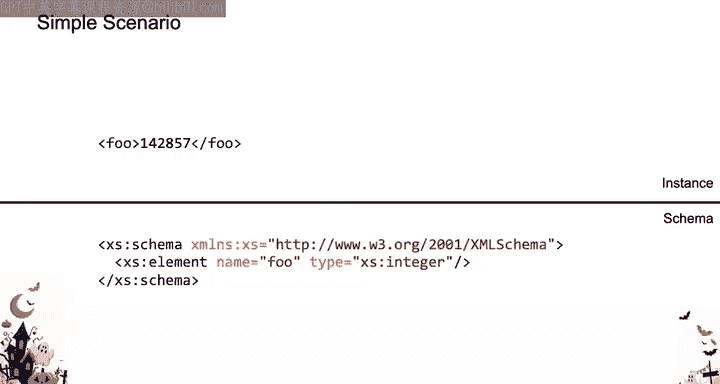 Simple Scenario
<foo>142857</foo>
Instance
Schema
<xs:schema xmlns:xs="http://www.w3.org/2001/XMLSchema">
<xs:element name="foo" type="xs:integer"/>
</xs:schema>